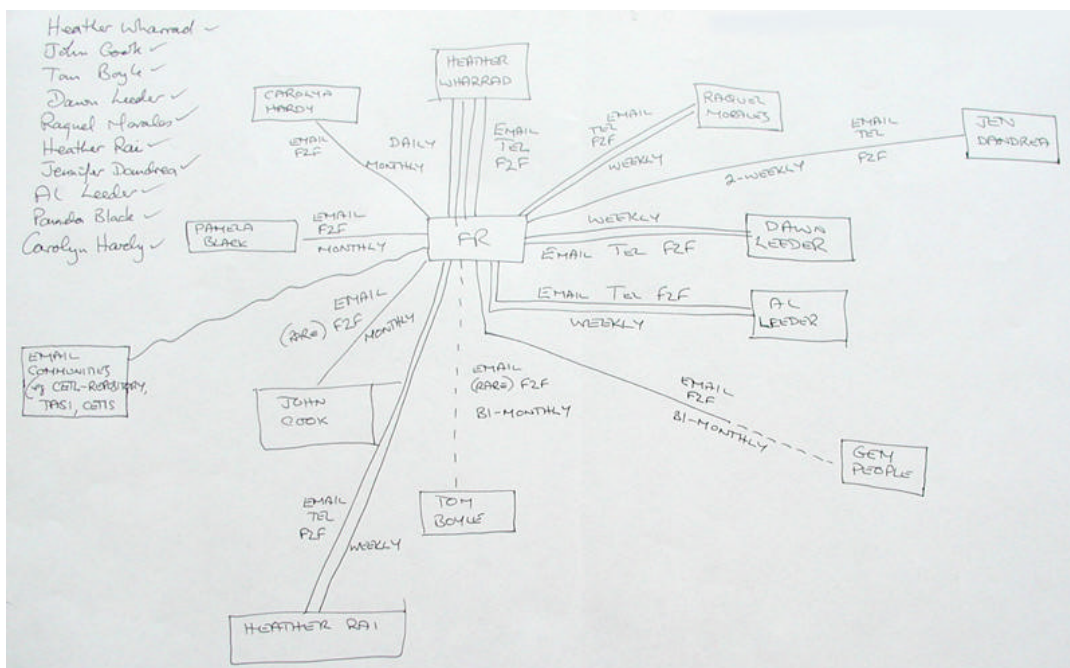 Heather Wharrad
John Cook
Tom Boyle
Dawn Leeder
Raquel Morales
Heather Rai
Jennifer Dandrea
Al Leeder
Pamela Black
Carolyn Hardy
HEATHER
WHARRAD
CAROLYN
HARDY
RAQUEL
MORALES
JEN
DANDREA
EMAIL
F2F
MONTHLY
DAILY
EMAIL
TEL
F2F
EMAIL
TEL
F2F
WEEKLY
EMAIL
TEL
F2F
2-WEEKLY
PAMELA
BLACK
EMAIL
F2F
MONTHLY
FR
WEEKLY
EMAIL TEL F2F
DAWN
LEEDER
EMAIL TEL F2F
WEEKLY
AL
LEEDER
EMAIL
(RARE) F2F
MONTHLY
EMAIL
COMMUNITIES
(eg CETL-REPOSITORY,
TASI, CETIS
JOHN
COOK
EMAIL
(RARE) F2F
BI-MONTHLY
EMAIL
F2F
BI-MONTHLY
GEM
PEOPLE
EMAIL
TEL
F2F
WEEKLY
TOM
BOYLE
HEATHER RAI